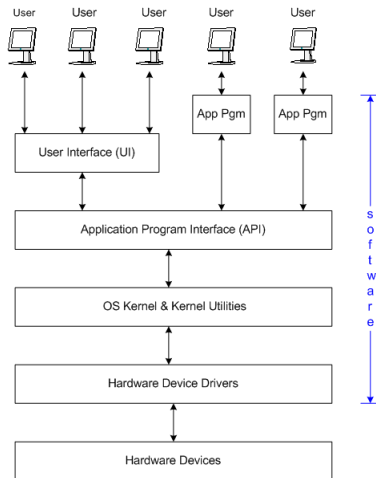 User User User User User
App Pgm App Pgm
User Interface (UI)
Application Program Interface (API)
software
OS Kernel & Kernel Utilities
Hardware Device Drivers
Hardware Devices